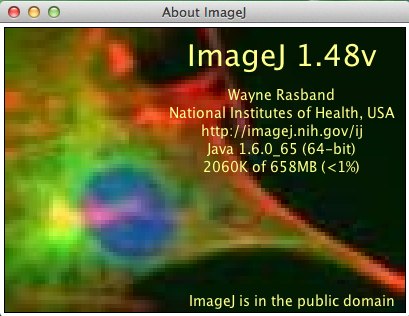 About ImageJ
ImageJ 1.48v
Wayne Rasband
National Institutes of Health, USA
http://imagej.nih.gov/ij
Java 1.6.0_65 (64-bit)
2060K of 658MB (<1%)
ImageJ is in the public domain